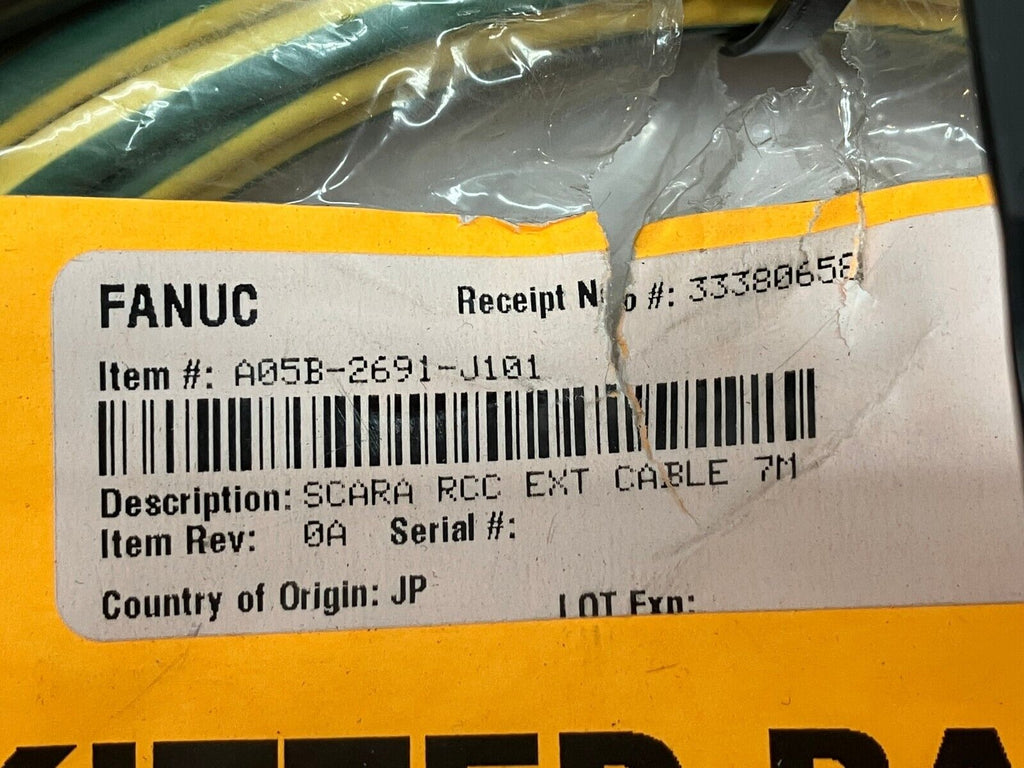 FANUC
Receipt No #: 33380658
Item #: A05B-2691-J101
Description: SCARA RCC EXT CABLE 7M
Item Rev: 0A Serial #:
Country of Origin: JP
LOT Exp: